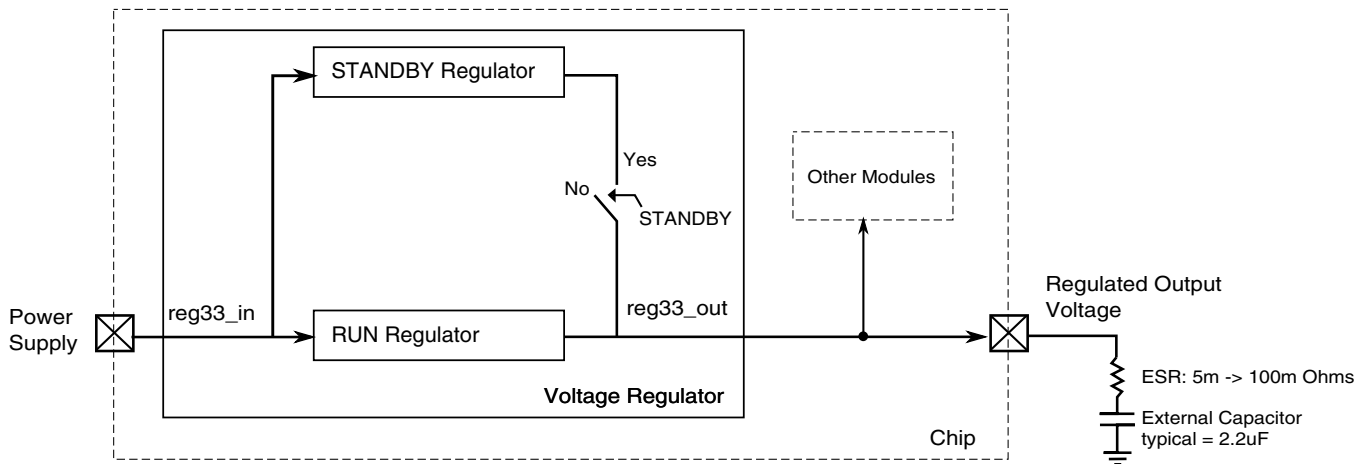 STANDBY Regulator
Yes
No
STANDBY
Other Modules
Power
Supply
reg33_in
RUN Regulator
reg33_out
Regulated Output
Voltage
Voltage Regulator
Chip
ESR: 5m -> 100m Ohms
External Capacitor
typical = 2.2uF